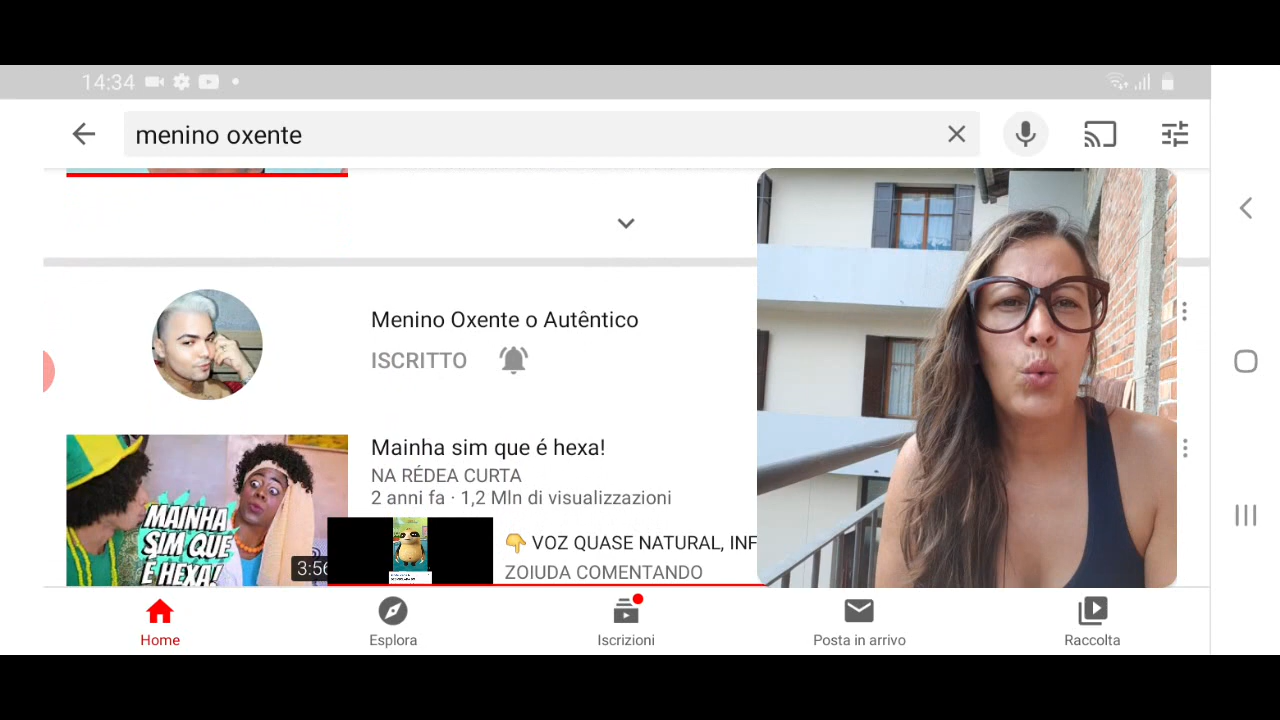 14:34
menino oxente
Menino Oxente o Autêntico
ISCRITTO
Mainha sim que é hexa!
NA RÉDEA CURTA
2 anni fa · 1,2 Mln di visualizzazioni
MAINHA
SIM QUE
E HEXA!
3:56
👇 VOZ QUASE NATURAL, INF
ZOIUDA COMENTANDO
Home
Esplora
Iscrizioni
Posta in arrivo
Raccolta